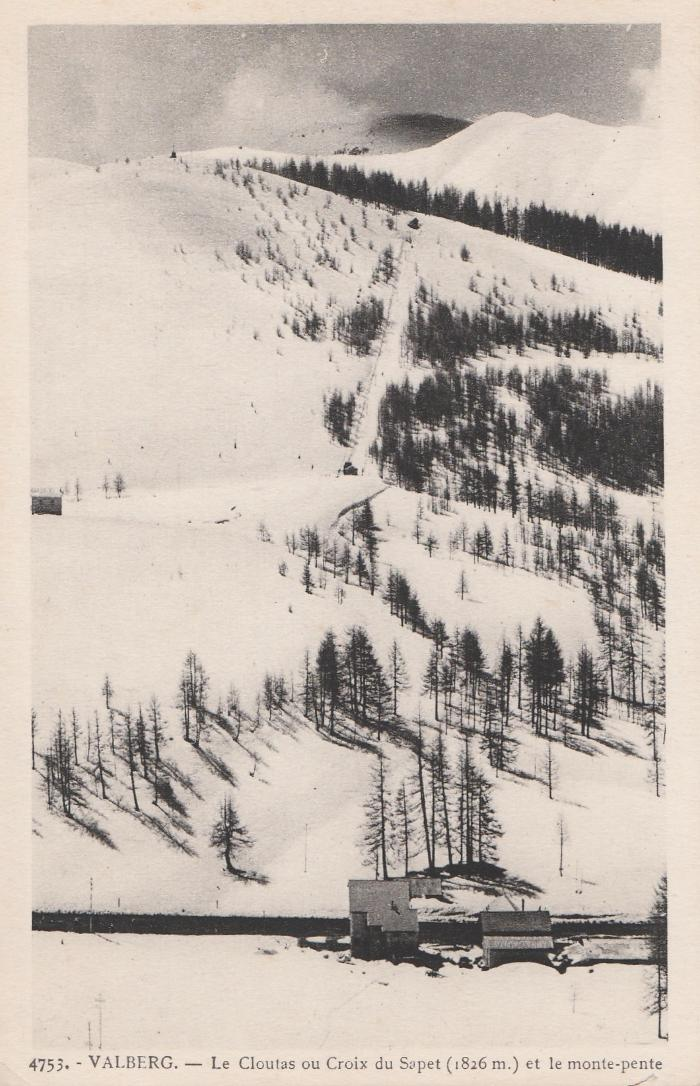 4753. - VALBERG. — Le Cloutas ou Croix du Sapet (1826 m.) et le monte-pente